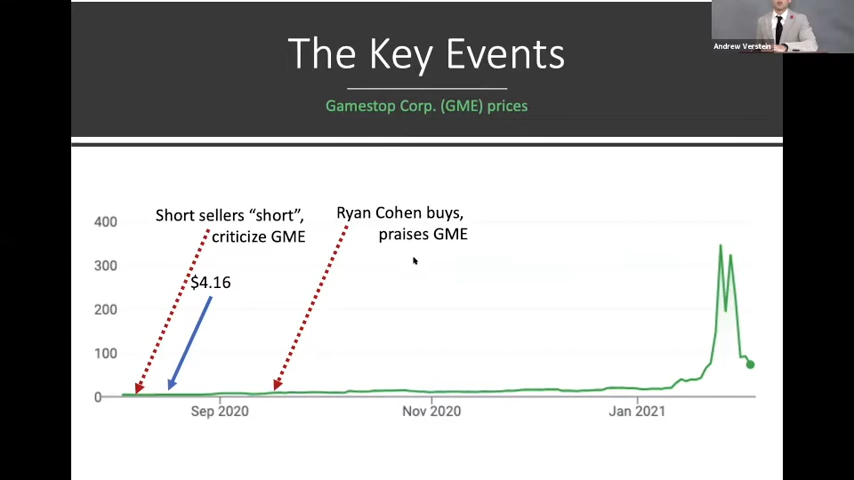 Andrew Verstein
The Key Events
Gamestop Corp. (GME) prices
Short sellers “short”,
criticize GME
Ryan Cohen buys,
praises GME
$4.16
400
300
200
100
0
Sep 2020
Nov 2020
Jan 2021